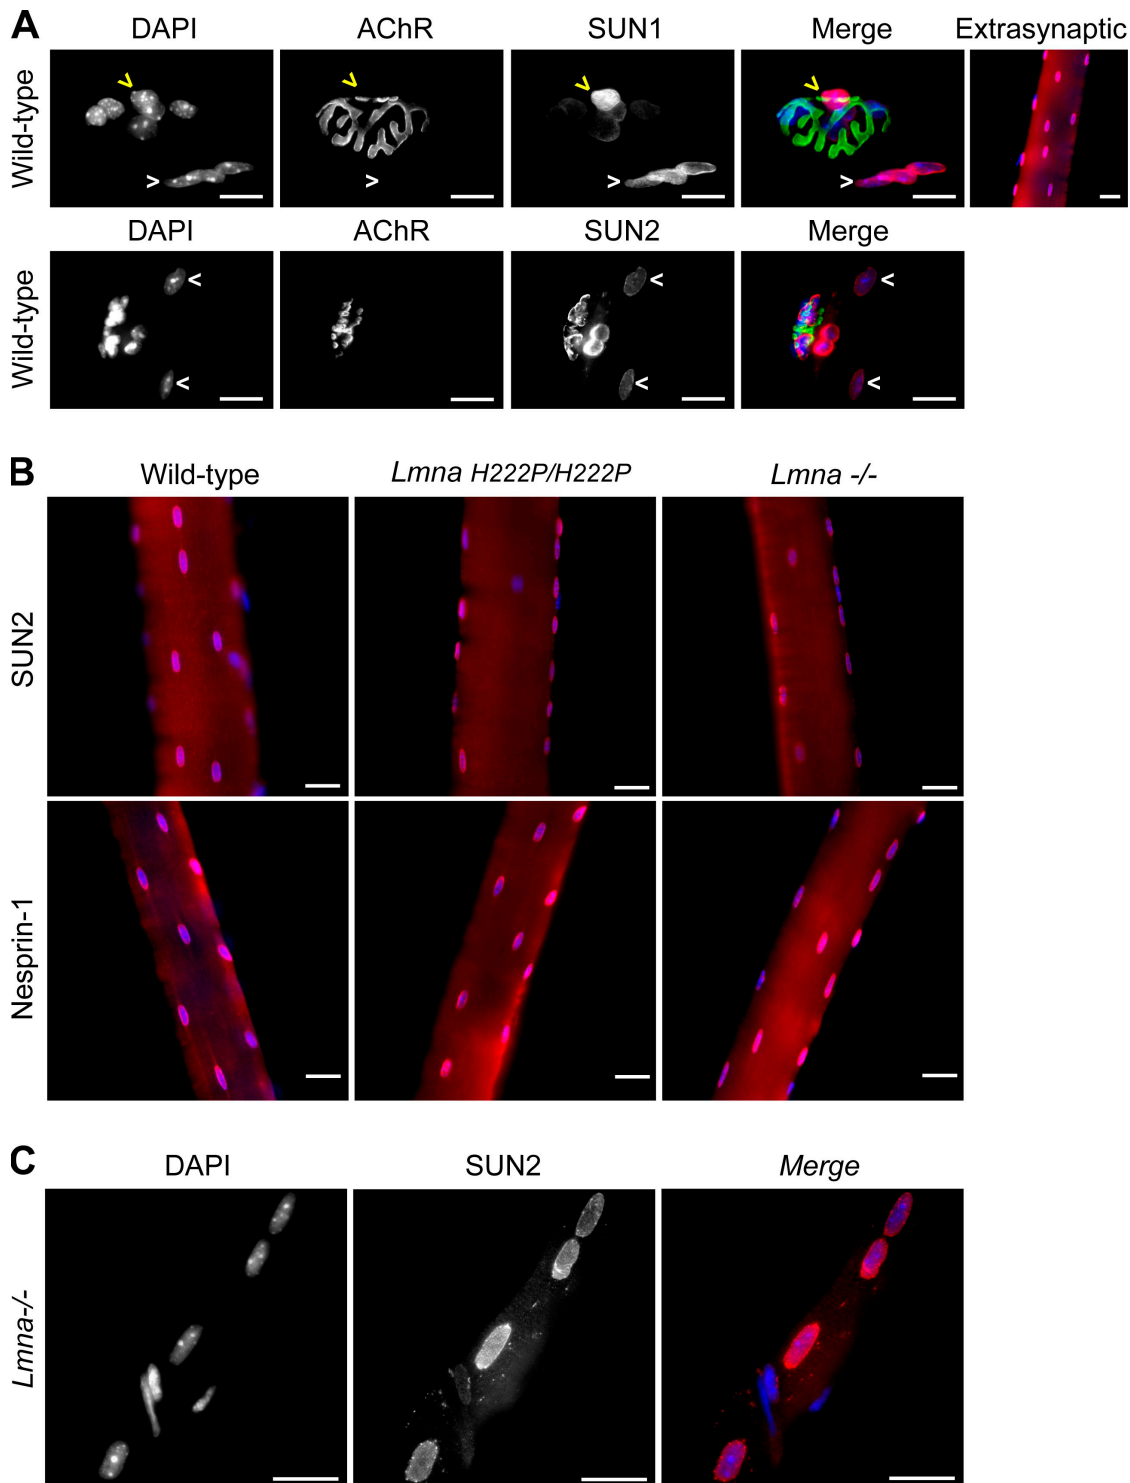 A
DAPI AChR SUN1 Merge Extrasynaptic
Wild-type
DAPI AChR SUN2 Merge
Wild-type
B
Wild-type Lmna H222P/H222P Lmna -/-
SUN2
Nesprin-1
C
DAPI SUN2 Merge
Lmna-/-